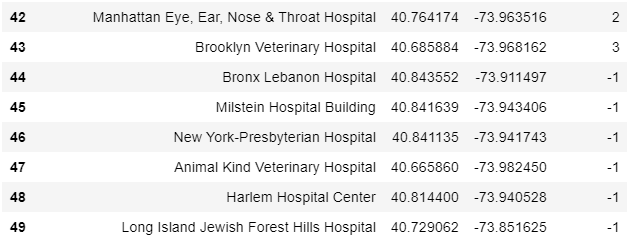 42 Manhattan Eye, Ear, Nose & Throat Hospital 40.764174 -73.963516 2
43 Brooklyn Veterinary Hospital 40.685884 -73.968162 3
44 Bronx Lebanon Hospital 40.843552 -73.911497 -1
45 Milstein Hospital Building 40.841639 -73.943406 -1
46 New York-Presbyterian Hospital 40.841135 -73.941743 -1
47 Animal Kind Veterinary Hospital 40.665860 -73.982450 -1
48 Harlem Hospital Center 40.814400 -73.940528 -1
49 Long Island Jewish Forest Hills Hospital 40.729062 -73.851625 -1